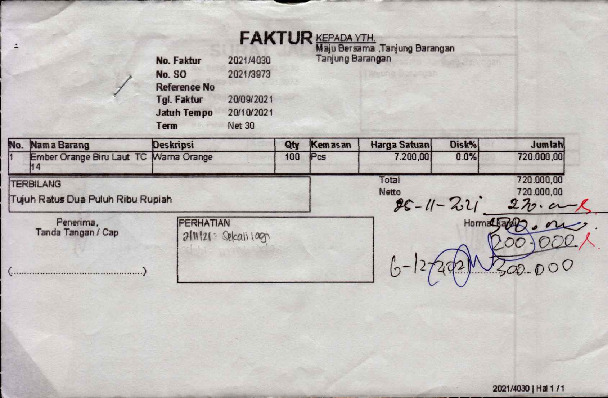 FAKTUR
KEPADA YTH,
Maju Bersama ,Tanjung Barangan
Tanjung Barangan
No. Faktur 2021/4030
No. SO 2021/3973
Reference No
Tgl. Faktur 20/09/2021
Jatuh Tempo 20/10/2021
Term Net 30
No. Nama Barang Deskripsi Qty Kemasan Harga Satuan Disk% Jumlah
1 Ember Orange Biru Laut TC Warna Orange 100 Pcs 7.200,00 0.0% 720.000,00
14
Total 720.000,00
Netto 720.000,00
TERBILANG
Tujuh Ratus Dua Puluh Ribu Rupiah
25-11-2021
Penerima,
Tanda Tangan / Cap
PERHATIAN
Hormat
200.000
6-12-2021
300.000
(........................................)
2021/4030 | Hal 1 / 1